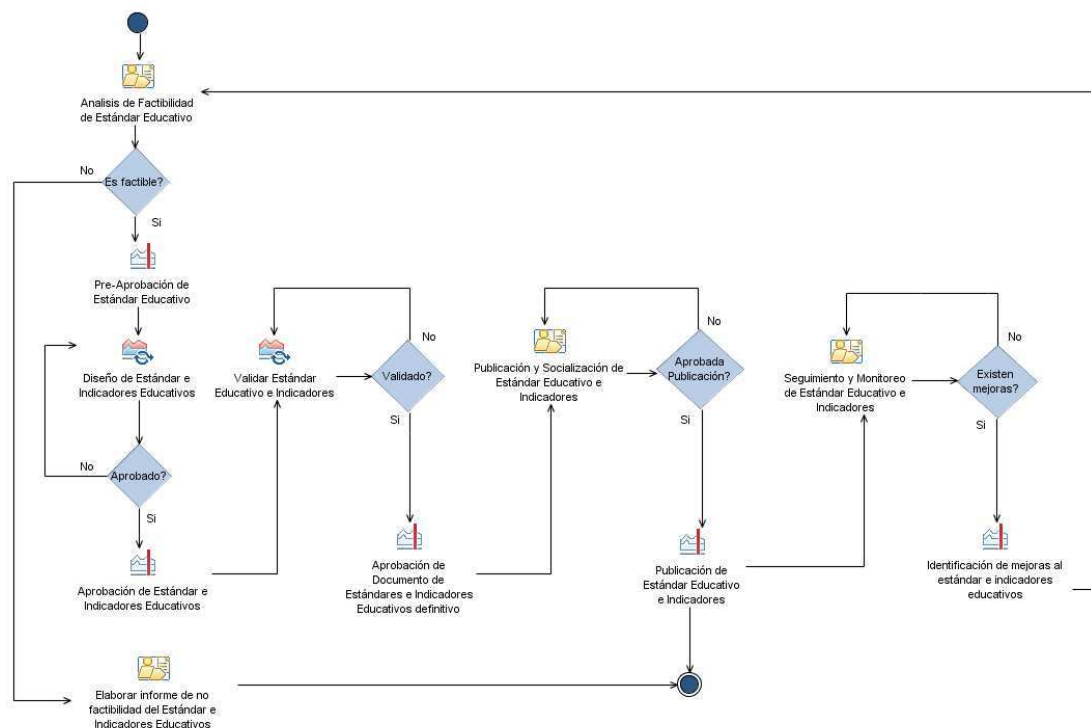 Analisis de Factibilidad
de Estándar Educativo
No
Es factible?
Si
Pre-Aprobación de
Estándar Educativo
Diseño de Estándar e
Indicadores Educativos
No
Aprobado?
Si
Aprobación de Estándar e
Indicadores Educativos
Validar Estándar
Educativo e Indicadores
No
Validado?
Si
Aprobación de
Documento de
Estándares e Indicadores
Educativos definitivo
Publicación y Socialización de
Estándar Educativo e
Indicadores
No
Aprobada
Publicación?
Si
Publicación de
Estándar Educativo
e Indicadores
Seguimiento y Monitoreo
de Estándar Educativo e
Indicadores
No
Existen
mejoras?
Si
Identificación de mejoras al
estándar e indicadores
educativos
Elaborar informe de no
factibilidad del Estándar e
Indicadores Educativos